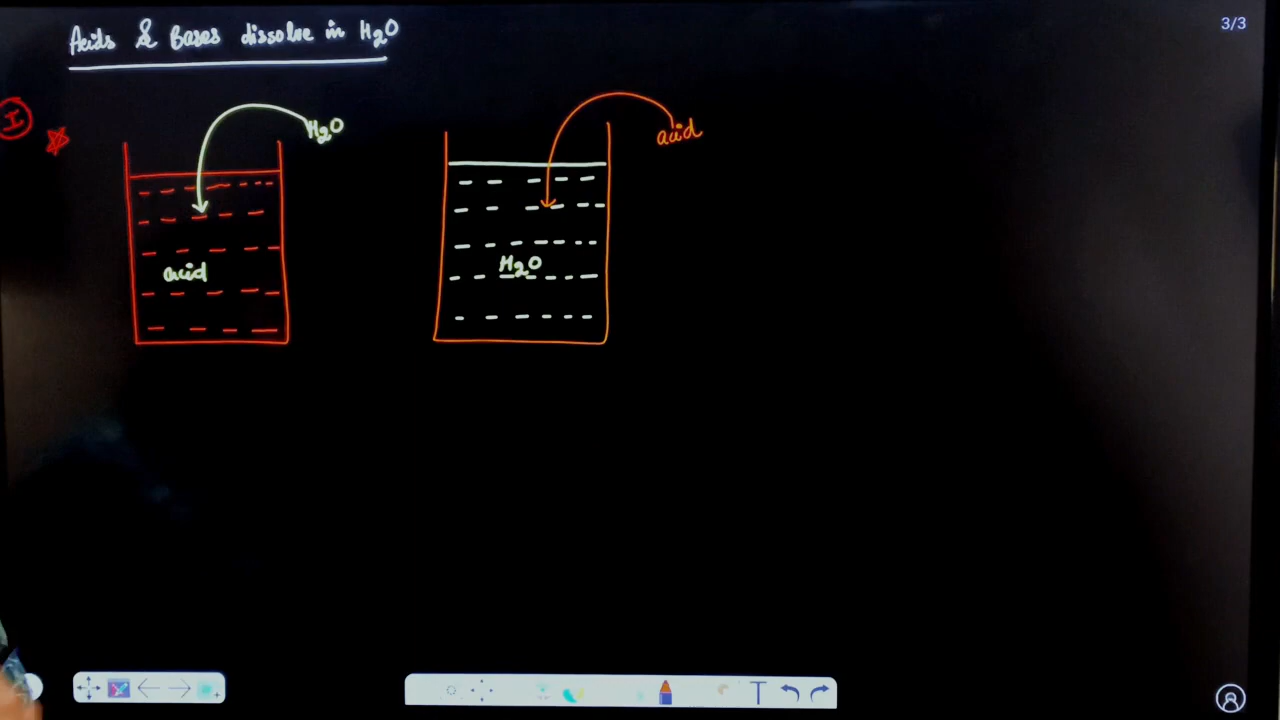 Acids & Bases dissolve in H₂O
3/3
I
H₂O
acid
acid
H₂O
T